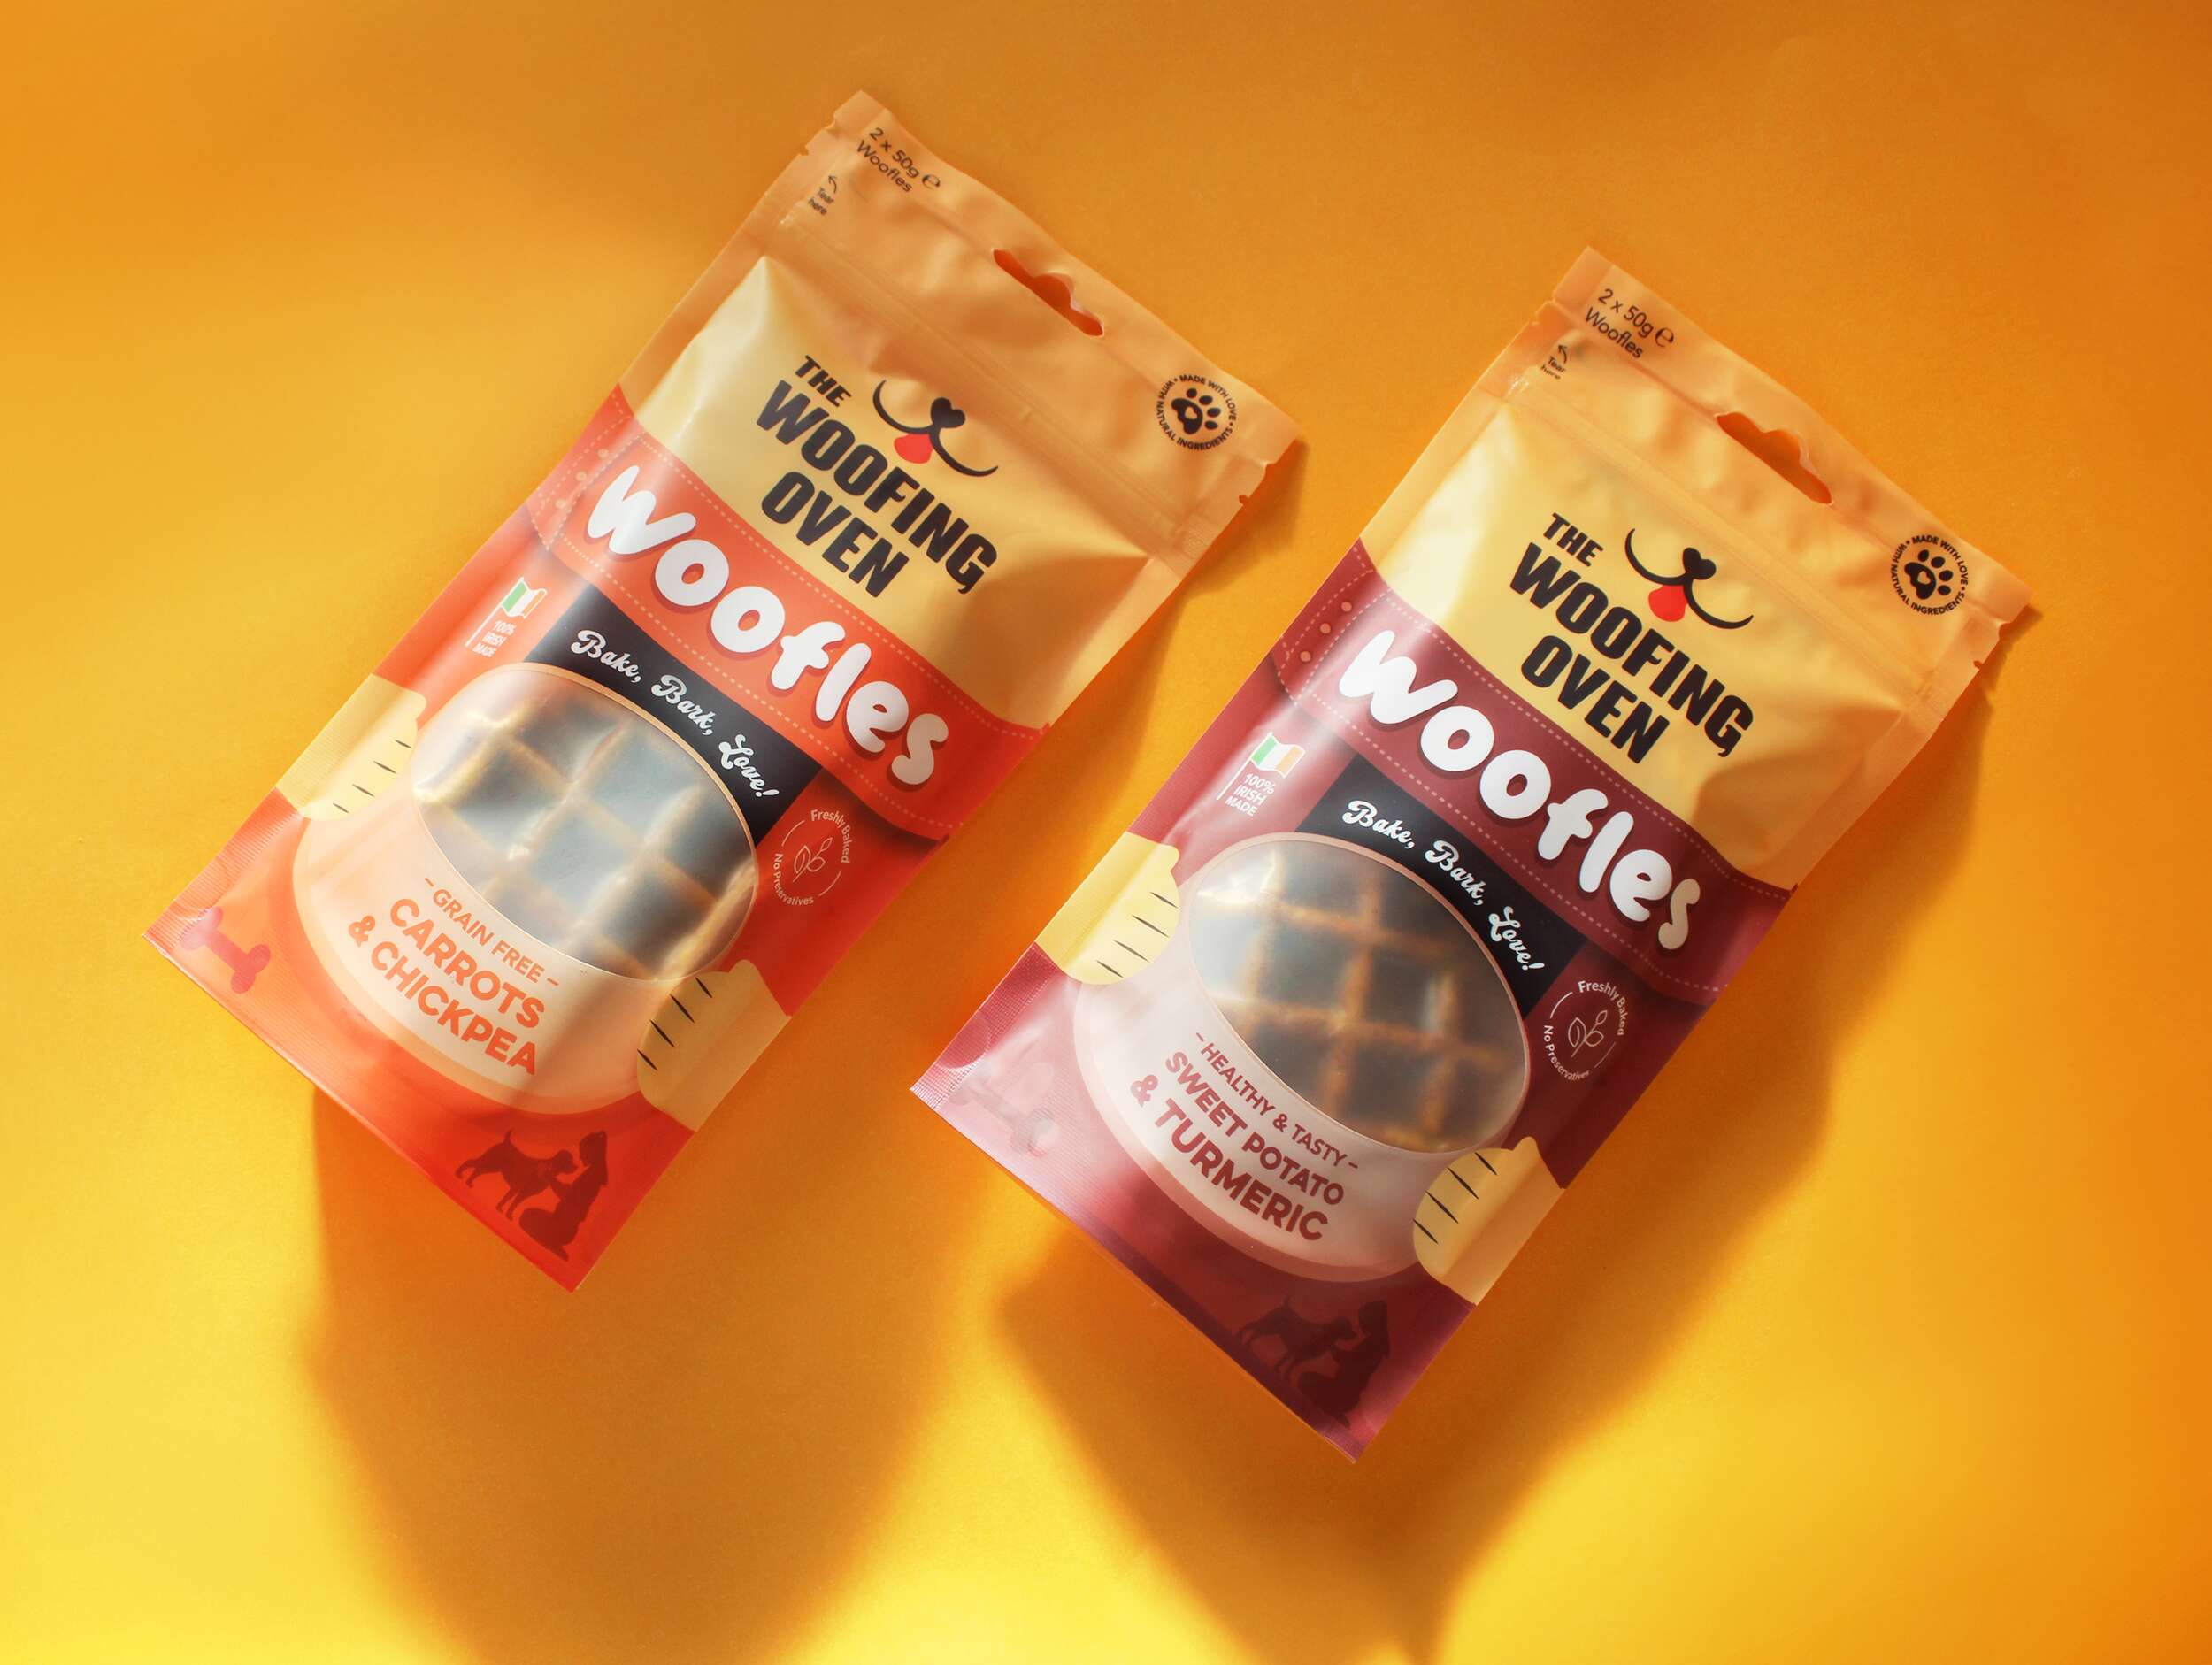 2 x 50g ℮
Woofles
Tear
here
MADE WITH LOVE • WITH NATURAL INGREDIENTS •
THE
WOOFING
OVEN
Woofles
100%
IRISH
MADE
Bake, Bark, Love!
Freshly Baked
No Preservatives
-GRAIN FREE-
CARROTS
& CHICKPEA
2 x 50g ℮
Woofles
Tear
here
MADE WITH LOVE • WITH NATURAL INGREDIENTS •
THE
WOOFING
OVEN
Woofles
100%
IRISH
MADE
Bake, Bark, Love!
Freshly Baked
No Preservatives
-HEALTHY & TASTY-
SWEET POTATO
& TURMERIC